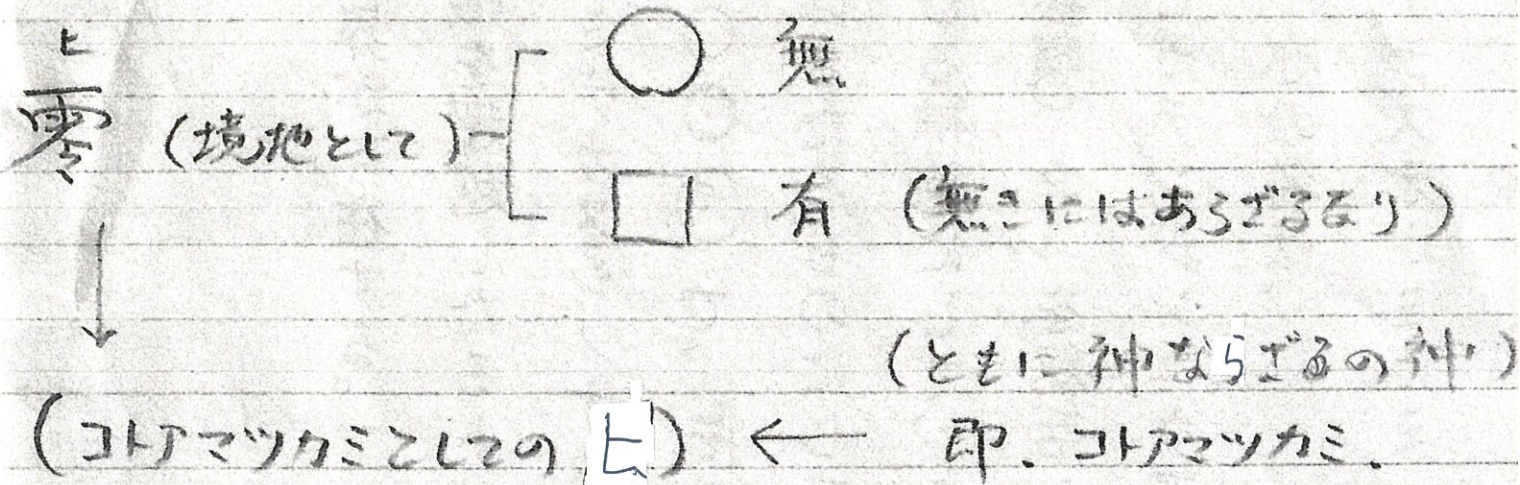 ヒ
零 (境地として)
○ 無
□ 有 (無きにはあらざるなり)
↓
(ともに神ならざるの神)
(コトアマツカミとしてのヒ) ← 即、コトアマツカミ.